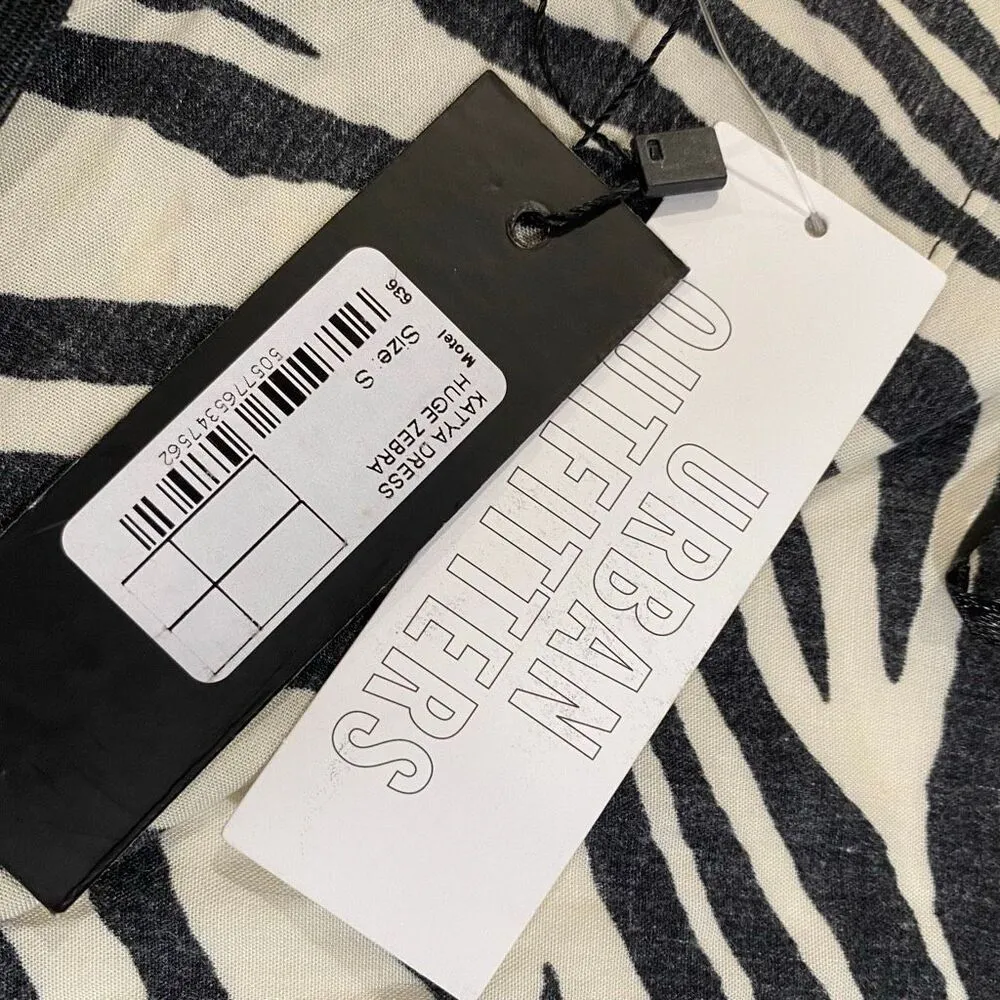 Motel
KATYA DRESS
HUGE ZEBRA
Size: S
636
5057765347562
URBAN
OUTFITTERS